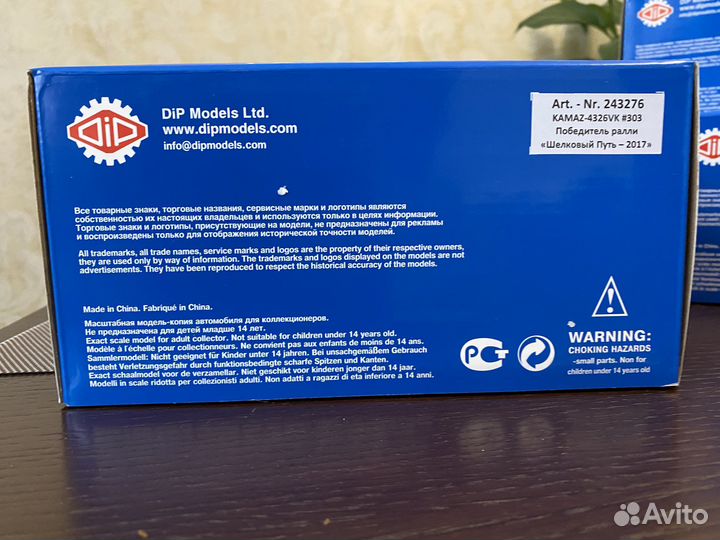 DiP
DiP Models Ltd.
www.dipmodels.com
info@dipmodels.com
Art. - Nr. 243276
KAMAZ-4326VK #303
Победитель ралли
«Шелковый Путь – 2017»
Все товарные знаки, торговые названия, сервисные марки и логотипы являются
собственностью их настоящих владельцев и используются только в целях информации.
Торговые знаки и логотипы, присутствующие на модели, не предназначены для рекламы
и воспроизведены только для отображения исторической точности моделей.
All trademarks, all trade names, service marks and logos are the property of their respective owners,
they are used only by way of information. The trademarks and logos displayed on the models are not
advertisements. They have been reproduced to respect the historical accuracy of the models.
Made in China. Fabriqué in China.
Масштабная модель-копия автомобиля для коллекционеров.
Не предназначена для детей младше 14 лет.
Exact scale model for adult collector. Not suitable for children under 14 years old.
Modèle à l'échelle pour collectionneurs. Ne convient pas aux enfants de moins de 14 ans.
Sammlermodell: Nicht geeignet für Kinder unter 14 Jahren. Bei unsachgemäßem Gebrauch
besteht Verletzungsgefahr durch funktionsbedingte scharfe Spitzen und Kanten.
Exact schaalmodel voor de verzamellar. Niet geschikt voor kinderen jonger dan 14 jaar.
Modelli in scale ridotta per collezionisti adulti. Non adatti a ragazzi di eta inferiore a 14 anni.
РСТ
!
WARNING:
CHOKING HAZARDS
-small parts. Non for
children under 14 years old
DiP
Avito